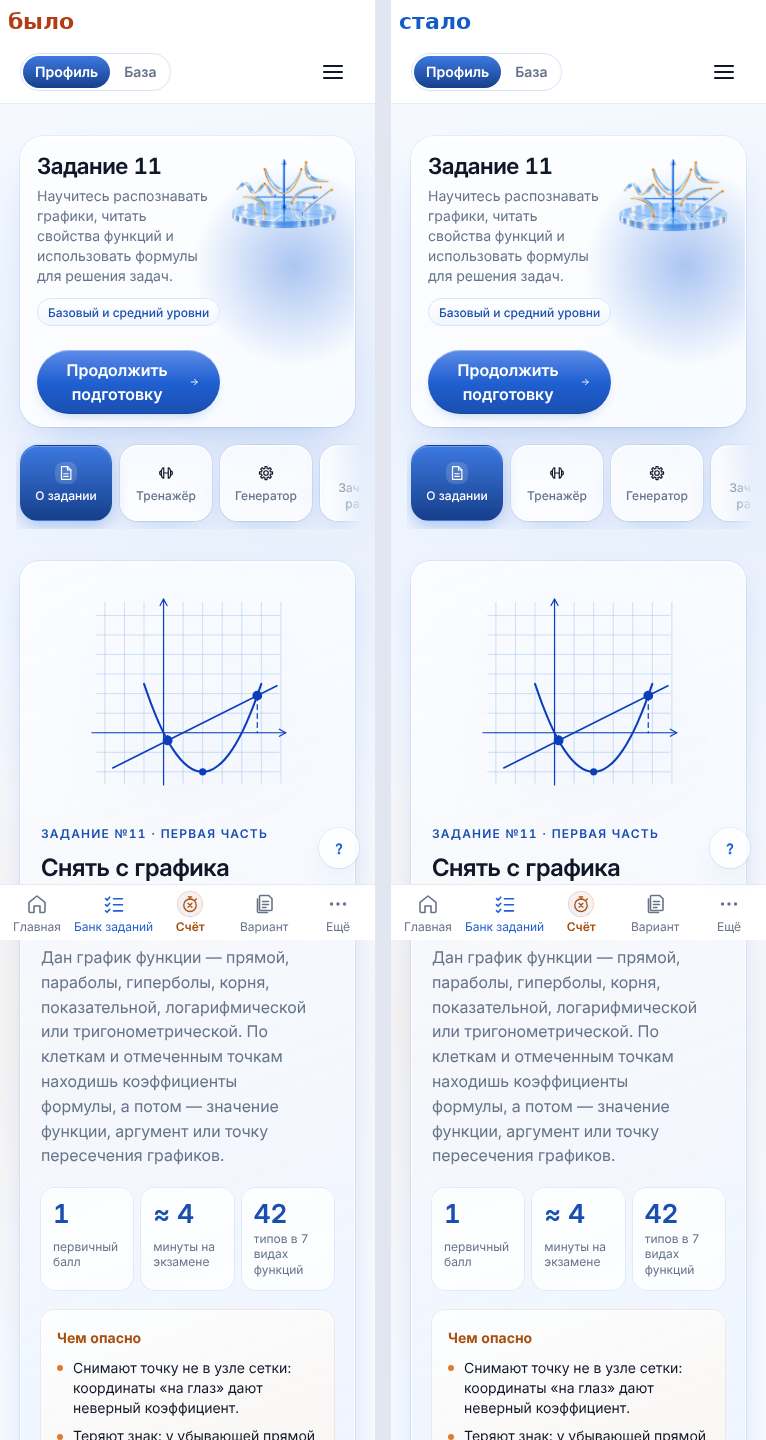 было
Профиль
База
Задание 11
Научитесь распознавать
графики, читать
свойства функций и
использовать формулы
для решения задач.
Базовый и средний уровни
Продолжить
подготовку
О задании
Тренажёр
Генератор
ЗАДАНИЕ №11 · ПЕРВАЯ ЧАСТЬ
?
Снять с графика
Главная
Банк заданий
Счёт
Вариант
Ещё
Дан график функции — прямой,
параболы, гиперболы, корня,
показательной, логарифмической
или тригонометрической. По
клеткам и отмеченным точкам
находишь коэффициенты
формулы, а потом — значение
функции, аргумент или точку
пересечения графиков.
1
первичный
балл
≈ 4
минуты на
экзамене
42
типов в 7
видах
функций
Чем опасно
Снимают точку не в узле сетки:
координаты «на глаз» дают
неверный коэффициент.
Теряют знак: у убывающей прямой
стало
Профиль
База
Задание 11
Научитесь распознавать
графики, читать
свойства функций и
использовать формулы
для решения задач.
Базовый и средний уровни
Продолжить
подготовку
О задании
Тренажёр
Генератор
ЗАДАНИЕ №11 · ПЕРВАЯ ЧАСТЬ
?
Снять с графика
Главная
Банк заданий
Счёт
Вариант
Ещё
Дан график функции — прямой,
параболы, гиперболы, корня,
показательной, логарифмической
или тригонометрической. По
клеткам и отмеченным точкам
находишь коэффициенты
формулы, а потом — значение
функции, аргумент или точку
пересечения графиков.
1
первичный
балл
≈ 4
минуты на
экзамене
42
типов в 7
видах
функций
Чем опасно
Снимают точку не в узле сетки:
координаты «на глаз» дают
неверный коэффициент.
Теряют знак: у убывающей прямой